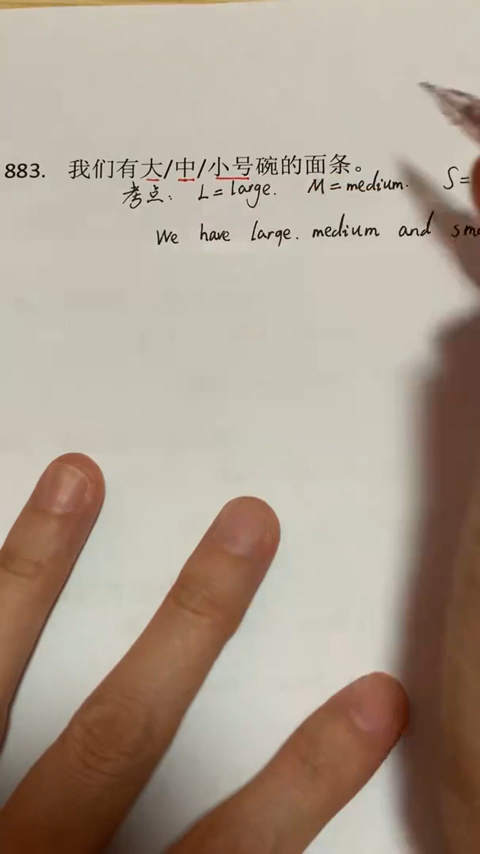 883. 我们有大/中/小号碗的面条。
考点: L=large. M=medium. S=
We have large. medium and